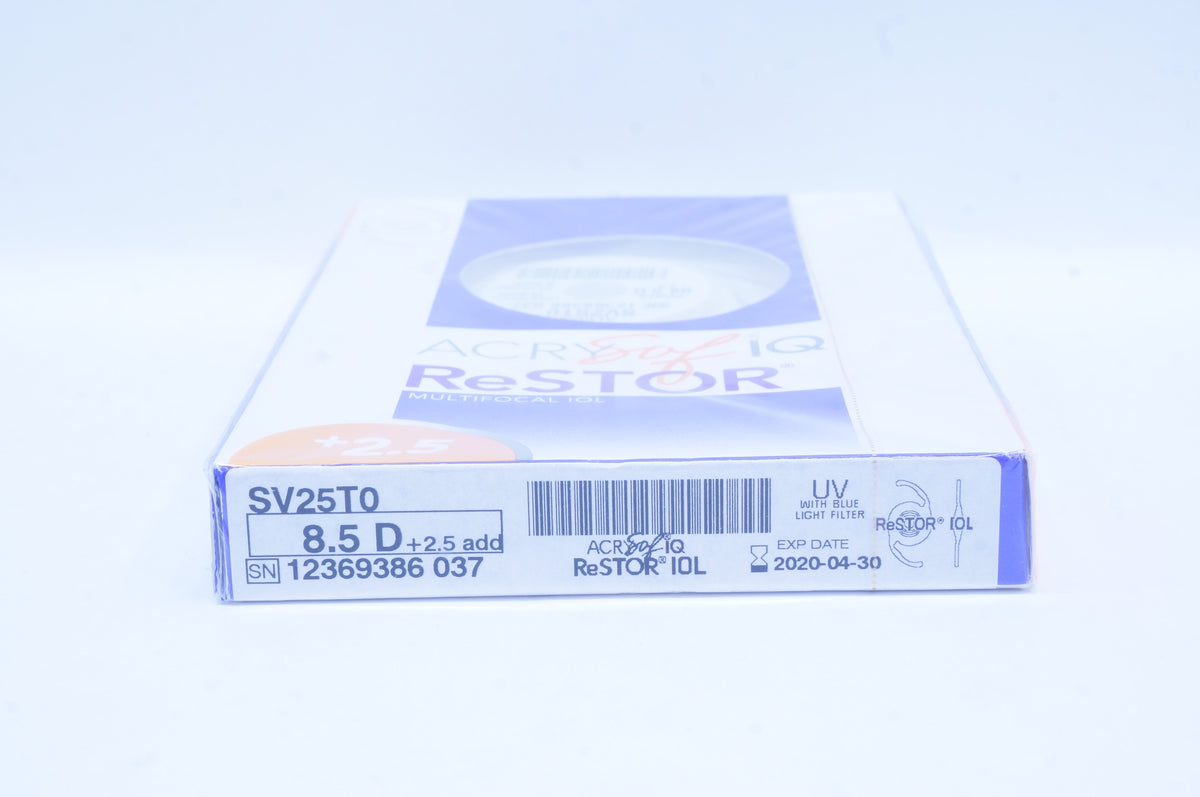 ACRYSof iQ
ReSTOR®
MULTIFOCAL IOL
+2.5
SV25T0
8.5 D +2.5 add
SN 12369386 037
ACRYSof® iQ
ReSTOR® IOL
UV
WITH BLUE
LIGHT FILTER
EXP DATE
2020-04-30
ReSTOR® IOL